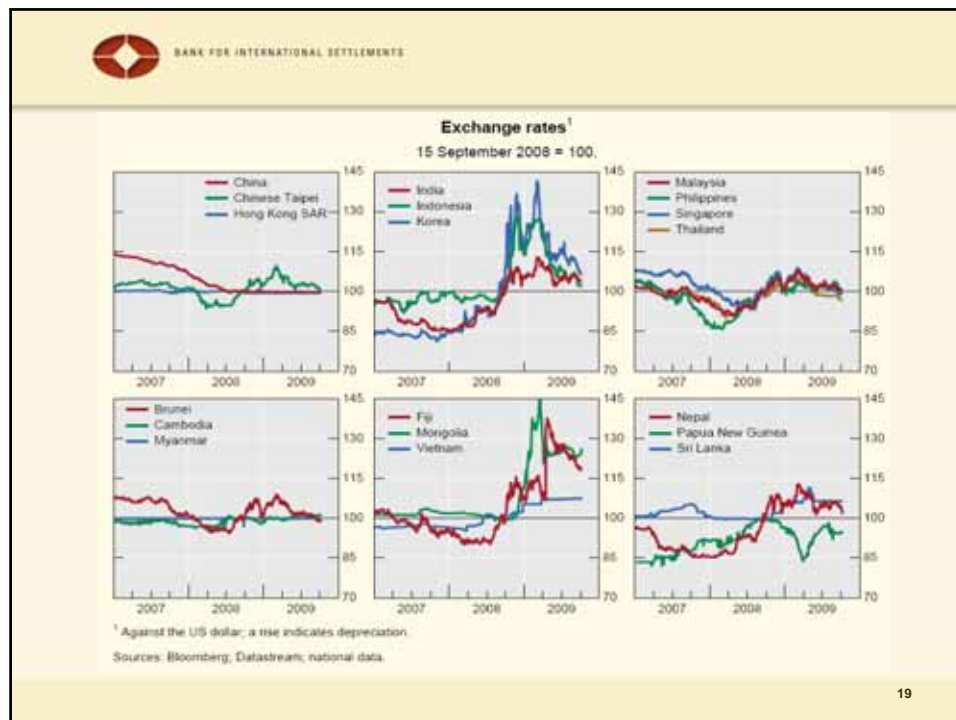 BANK FOR INTERNATIONAL SETTLEMENTS
Exchange rates¹
15 September 2008 = 100.
China
Chinese Taipei
Hong Kong SAR
145
130
115
100
85
70
2007 2008 2009
India
Indonesia
Korea
145
130
115
100
85
70
2007 2008 2009
Malaysia
Philippines
Singapore
Thailand
145
130
115
100
85
70
2007 2008 2009
Brunei
Cambodia
Myanmar
145
130
115
100
85
70
2007 2008 2009
Fiji
Mongolia
Vietnam
145
130
115
100
85
70
2007 2008 2009
Nepal
Papua New Guinea
Sri Lanka
145
130
115
100
85
70
2007 2008 2009
¹ Against the US dollar; a rise indicates depreciation.
Sources: Bloomberg; Datastream; national data.
19